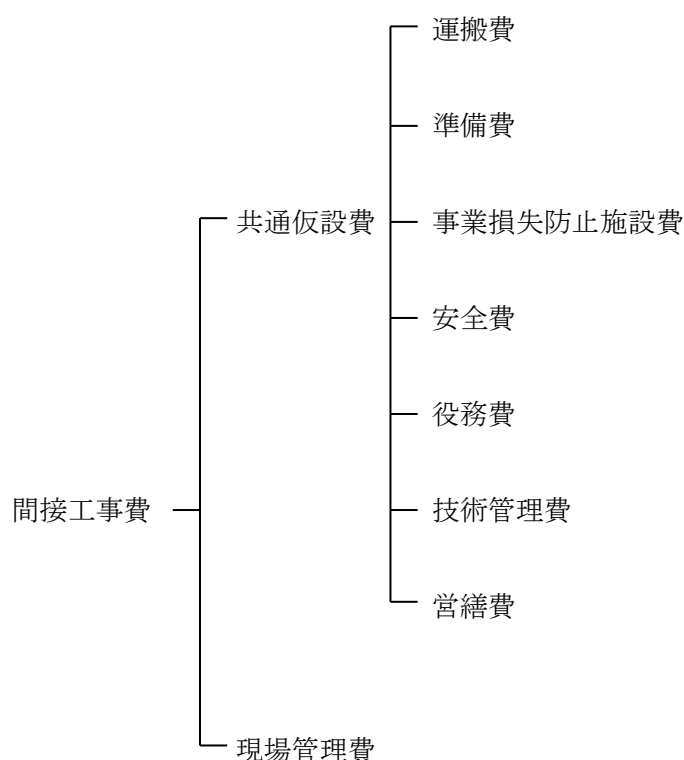 運搬費
準備費
共通仮設費
事業損失防止施設費
安全費
役務費
間接工事費
技術管理費
営繕費
現場管理費